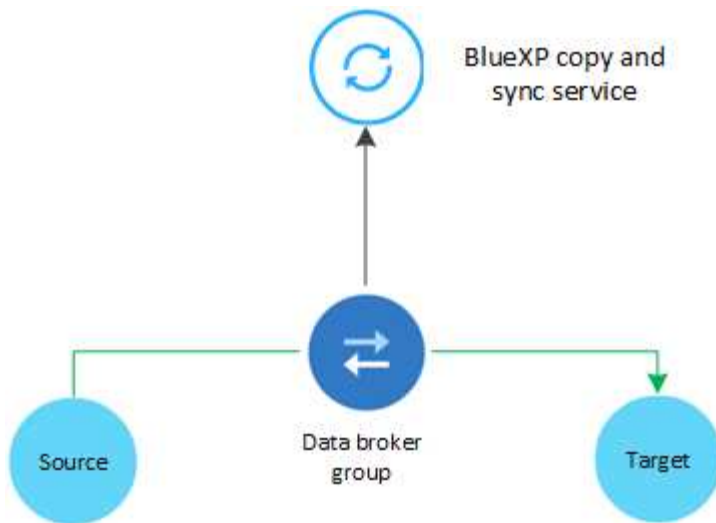 BlueXP copy and
sync service
Data broker
group
Source
Target